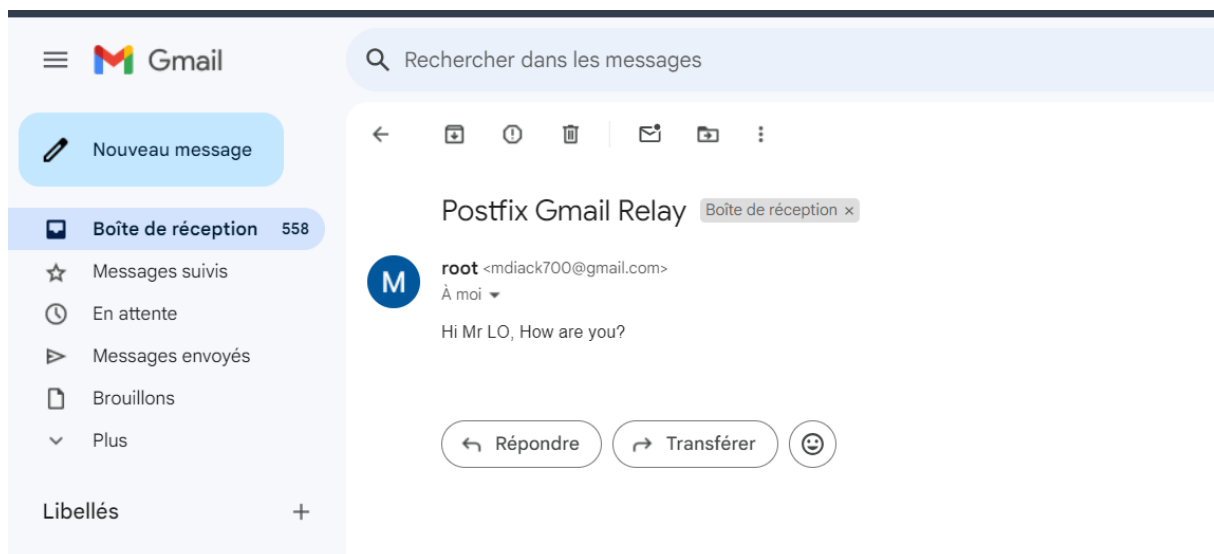 Gmail
Rechercher dans les messages
Nouveau message
Boîte de réception 558
Messages suivis
En attente
Messages envoyés
Brouillons
Plus
Libellés
Postfix Gmail Relay Boîte de réception ×
M
root <mdiack700@gmail.com>
À moi
Hi Mr LO, How are you?
Répondre
Transférer